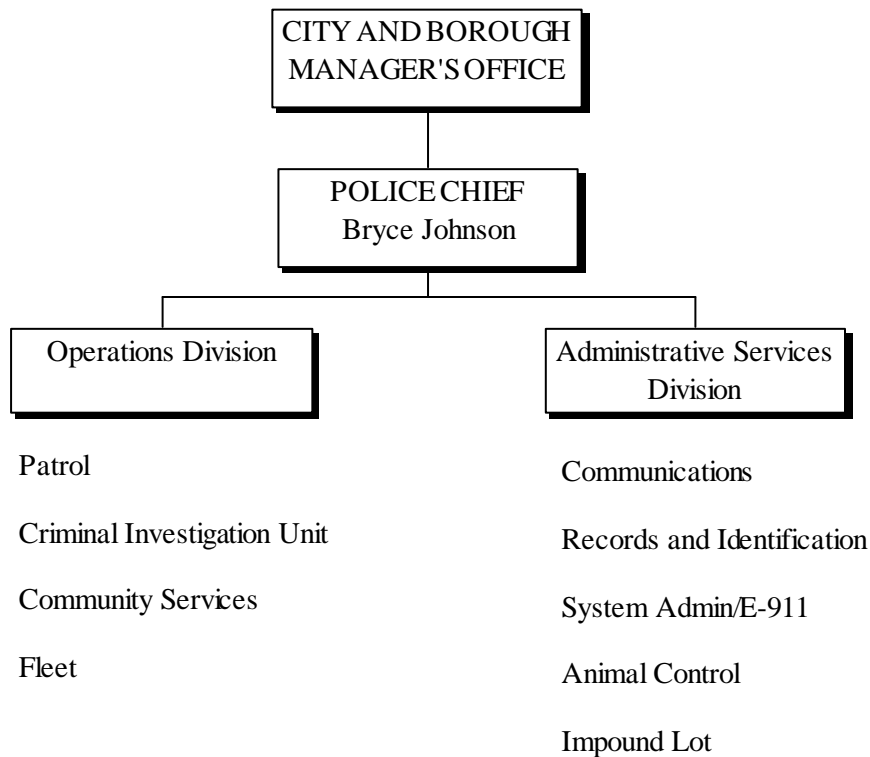 CITY AND BOROUGH
MANAGER'S OFFICE
POLICE CHIEF
Bryce Johnson
Operations Division
Administrative Services
Division
Patrol
Criminal Investigation Unit
Community Services
Fleet
Communications
Records and Identification
System Admin/E-911
Animal Control
Impound Lot